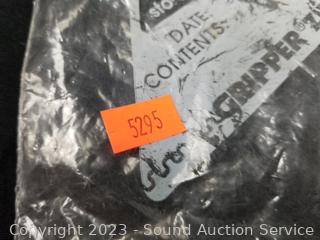 DATE:
CONTENTS:
GRIPPER®
5295
Copyright 2023 - Sound Auction Service